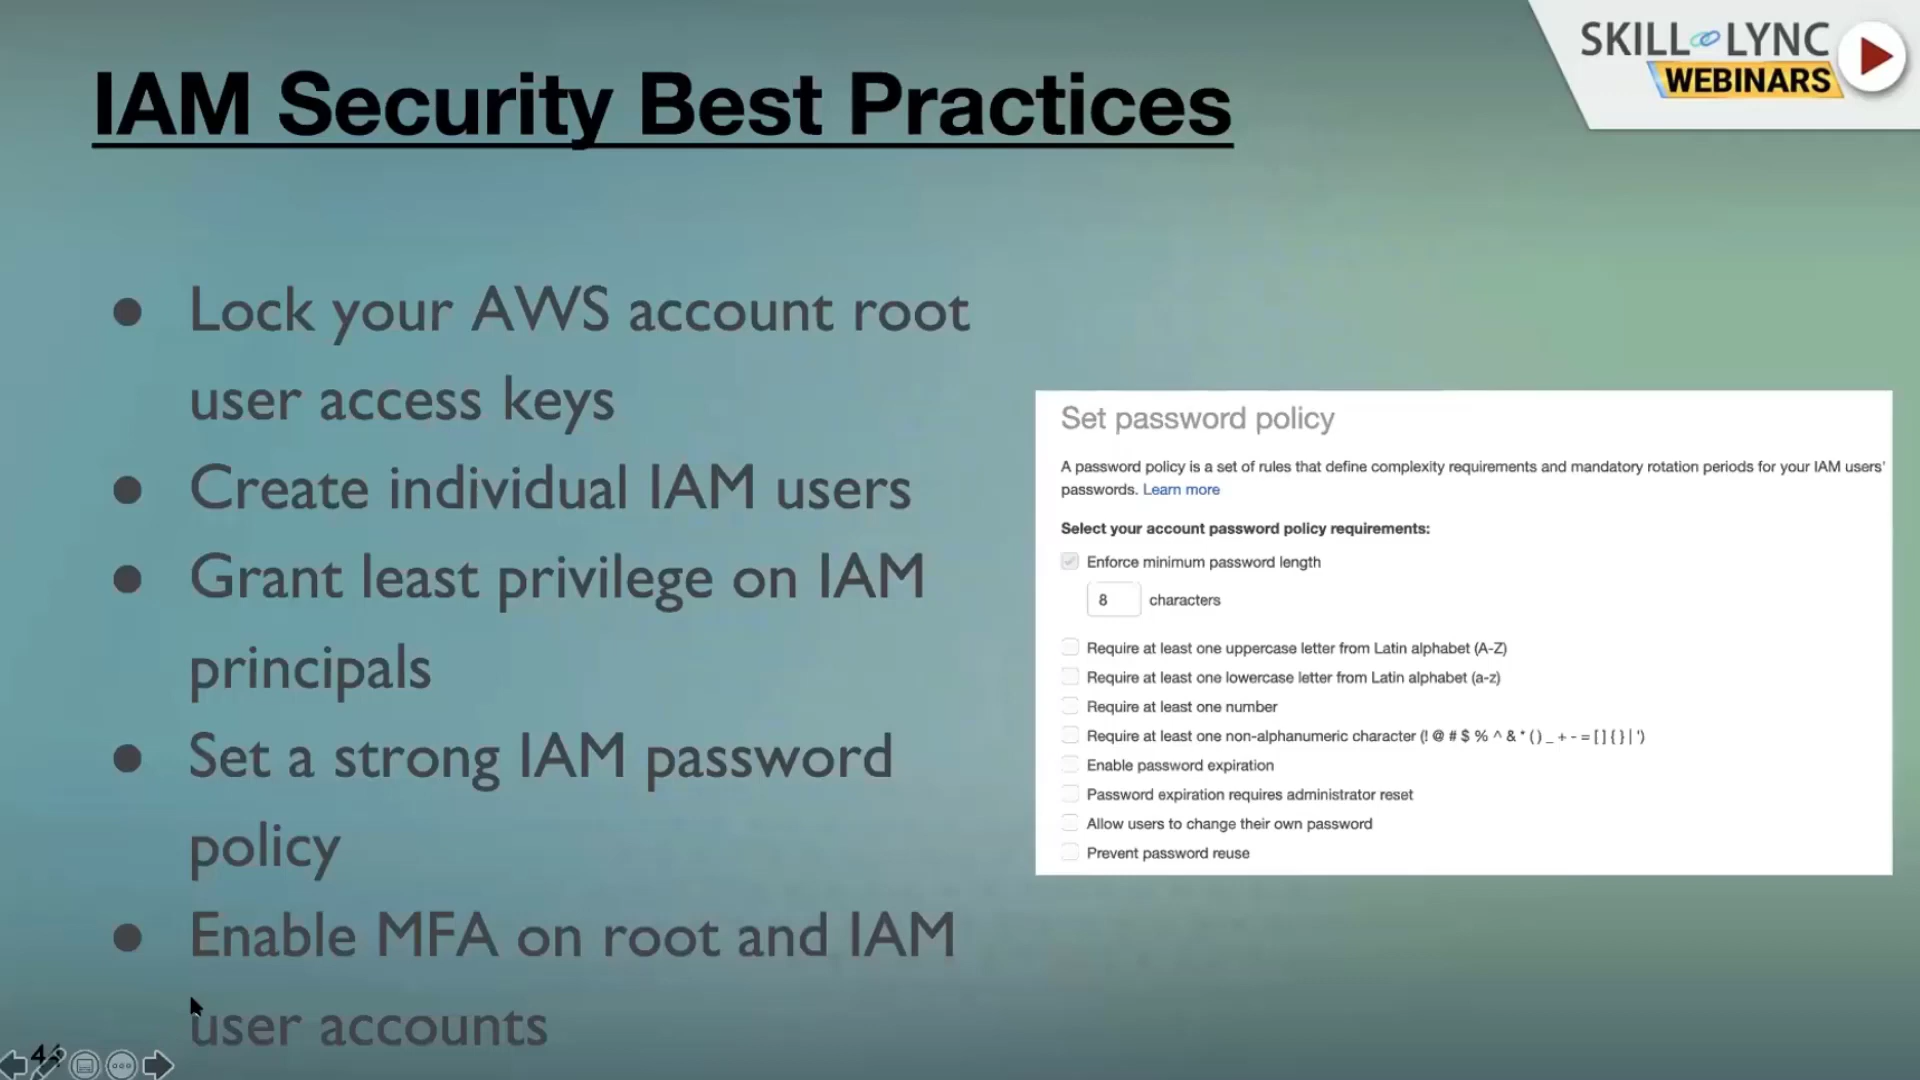 SKILL LYNC
WEBINARS
IAM Security Best Practices
● Lock your AWS account root
user access keys
● Create individual IAM users
● Grant least privilege on IAM
principals
● Set a strong IAM password
policy
● Enable MFA on root and IAM
user accounts
Set password policy
A password policy is a set of rules that define complexity requirements and mandatory rotation periods for your IAM users'
passwords. Learn more
Select your account password policy requirements:
Enforce minimum password length
8 characters
Require at least one uppercase letter from Latin alphabet (A-Z)
Require at least one lowercase letter from Latin alphabet (a-z)
Require at least one number
Require at least one non-alphanumeric character (! @ # $ % ^ & * ( ) _ + - = [ ] { } | ')
Enable password expiration
Password expiration requires administrator reset
Allow users to change their own password
Prevent password reuse